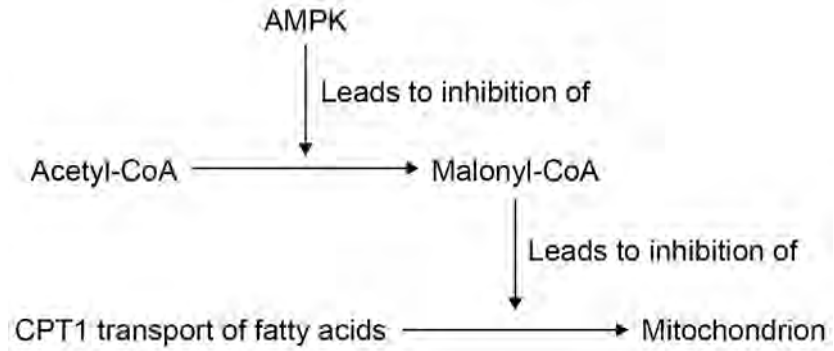 AMPK
Leads to inhibition of
Acetyl-CoA
Malonyl-CoA
Leads to inhibition of
CPT1 transport of fatty acids
Mitochondrion